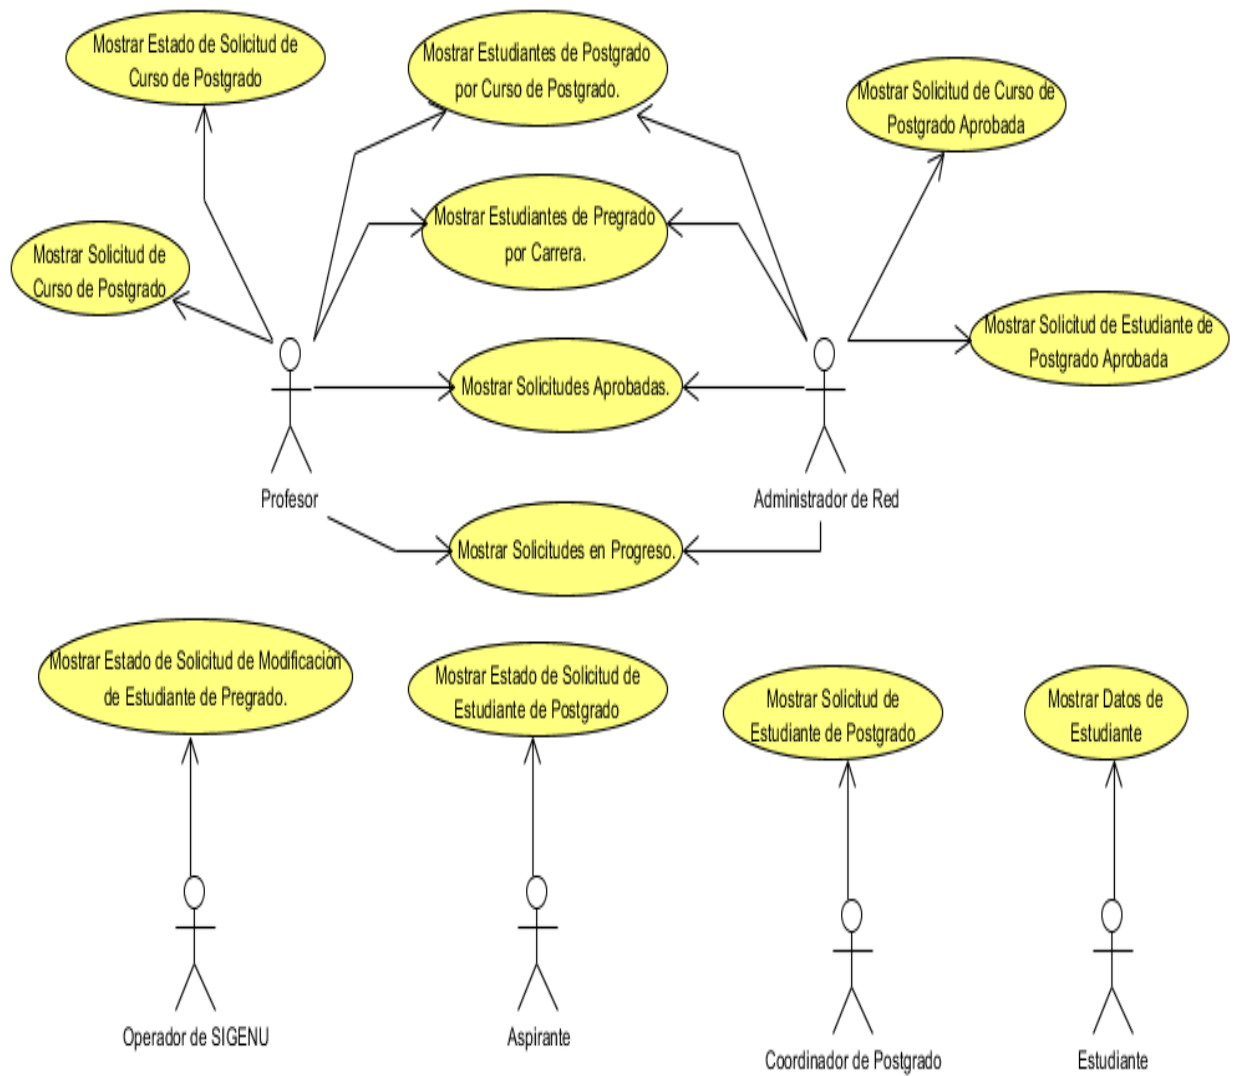 Mostrar Estado de Solicitud de
Curso de Postgrado
Mostrar Estudiantes de Postgrado
por Curso de Postgrado.
Mostrar Solicitud de Curso de
Postgrado Aprobada
Mostrar Estudiantes de Pregrado
por Carrera.
Mostrar Solicitud de
Curso de Postgrado
Mostrar Solicitud de Estudiante de
Postgrado Aprobada
Mostrar Solicitudes Aprobadas.
Profesor
Administrador de Red
Mostrar Solicitudes en Progreso.
Mostrar Estado de Solicitud de Modificación
de Estudiante de Pregrado.
Mostrar Estado de Solicitud de
Estudiante de Postgrado
Mostrar Solicitud de
Estudiante de Postgrado
Mostrar Datos de
Estudiante
Operador de SIGENU
Aspirante
Coordinador de Postgrado
Estudiante